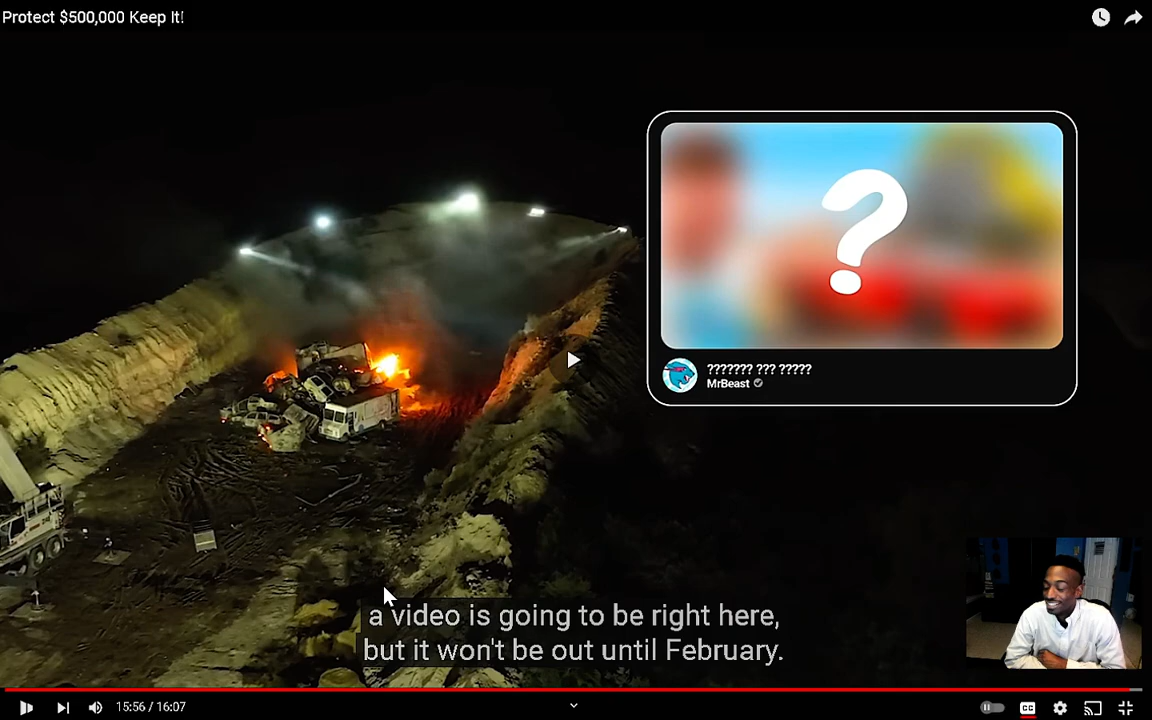 Protect $500,000 Keep It!
?
??????? ??? ?????
MrBeast
a video is going to be right here,
but it won't be out until February.
15:56 / 16:07
CC